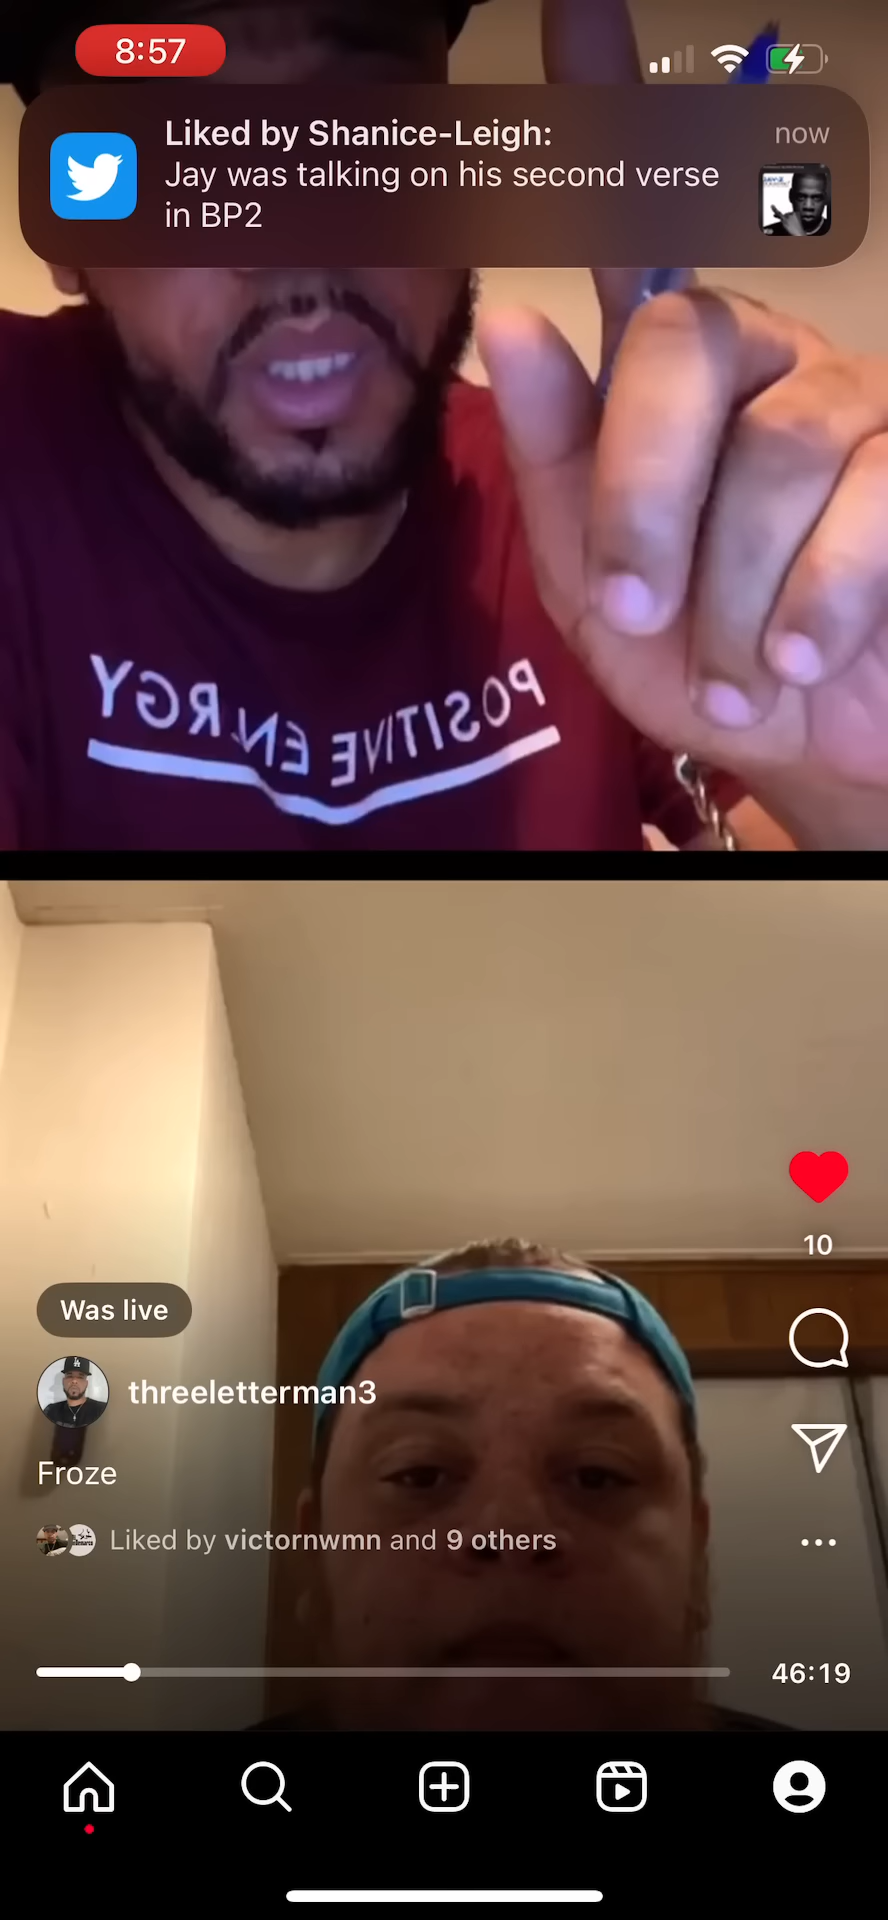 8:57
Liked by Shanice-Leigh:
now
Jay was talking on his second verse
in BP2
POSITIVE ENERGY
10
Was live
threeletterman3
Froze
Liked by victornwmn and 9 others
46:19